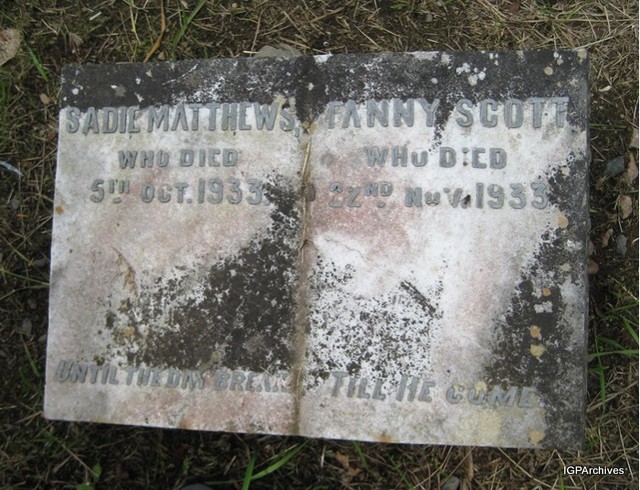 SADIE MATTHEWS,
WHO DIED
5TH OCT. 1933
UNTIL THE DAY BREAK
FANNY SCOTT
WHO DIED
22ND NOV. 1933
TILL HE COME.
IGPArchives